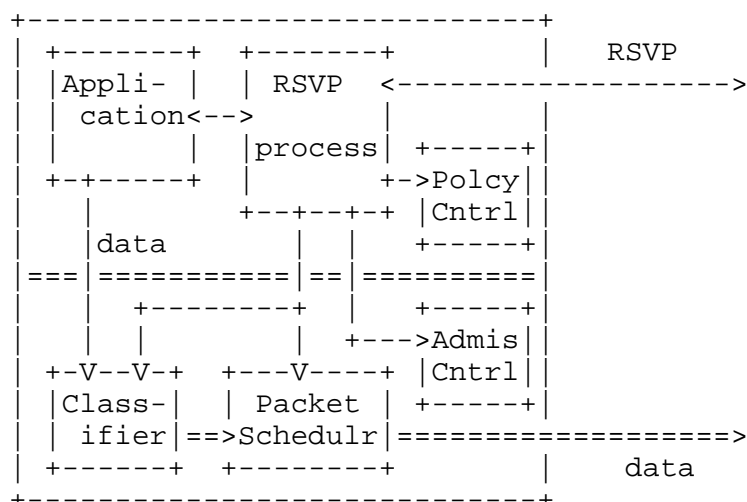 RSVP
Appli- RSVP
cation
process
Polcy
Cntrl
data
Admis
Cntrl
Class- Packet
ifier Schedulr
data